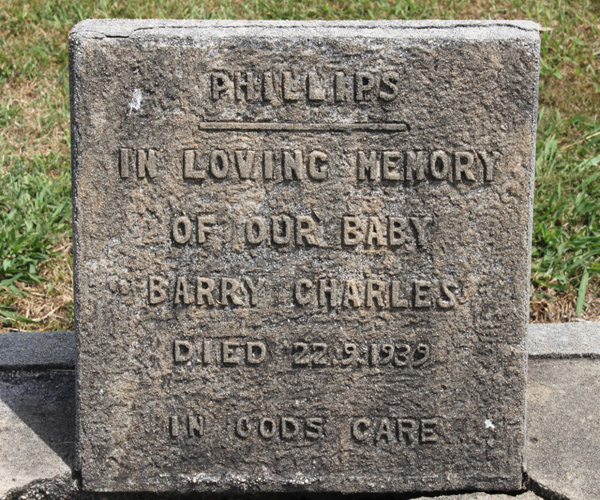 PHILLIPS
IN LOVING MEMORY
OF OUR BABY
BARRY CHARLES
DIED 22.9.1939
IN GODS CARE